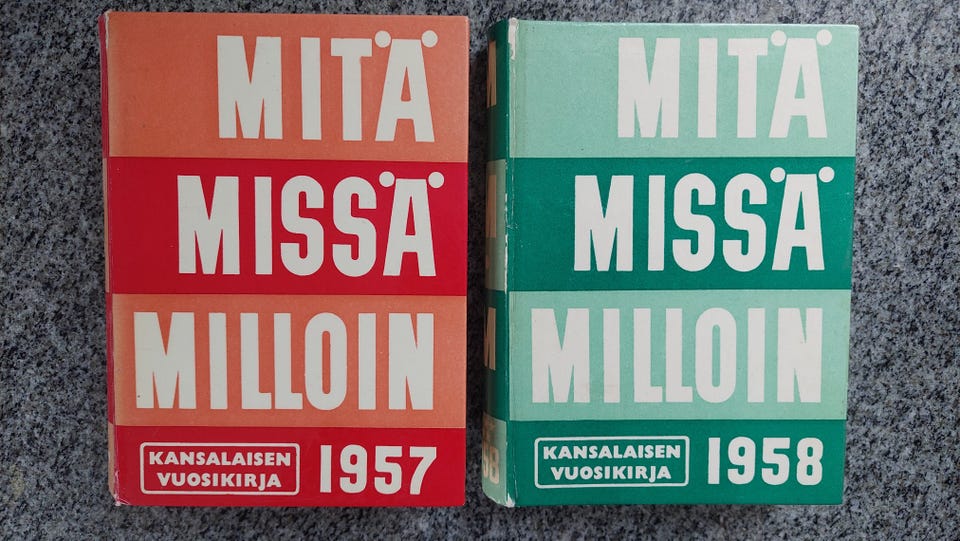 MITÄ
MISSÄ
MILLOIN
KANSALAISEN
VUOSIKIRJA
1957
MITÄ
MISSÄ
MILLOIN
KANSALAISEN
VUOSIKIRJA
1958